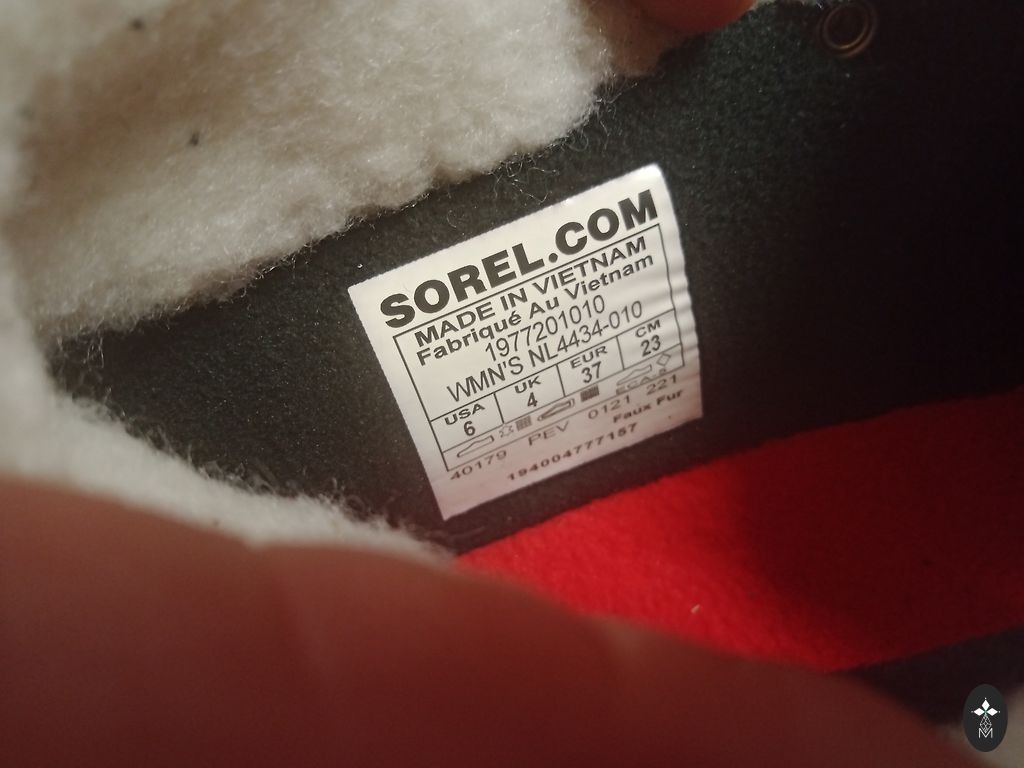 SOREL.COM
MADE IN VIETNAM
Fabriqué Au Vietnam
1977201010
WMN'S NL4434-010
USA UK EUR CM
6 4 37 23
ECA:S
40179 PEV 0121 221
Faux Fur
194004777157
M